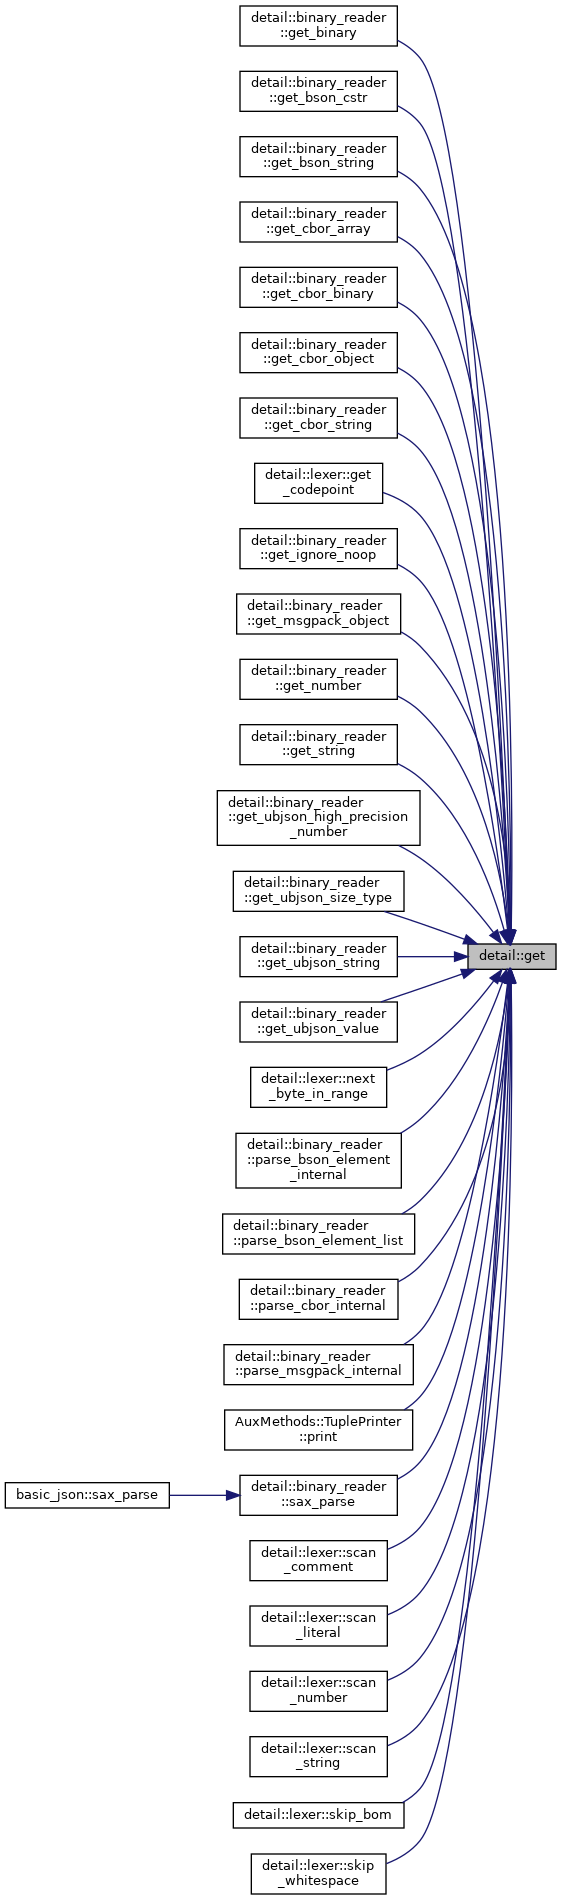 detail::binary_reader
::get_binary
detail::binary_reader
::get_bson_cstr
detail::binary_reader
::get_bson_string
detail::binary_reader
::get_cbor_array
detail::binary_reader
::get_cbor_binary
detail::binary_reader
::get_cbor_object
detail::binary_reader
::get_cbor_string
detail::lexer::get
_codepoint
detail::binary_reader
::get_ignore_noop
detail::binary_reader
::get_msgpack_object
detail::binary_reader
::get_number
detail::binary_reader
::get_string
detail::binary_reader
::get_ubjson_high_precision
_number
detail::binary_reader
::get_ubjson_size_type
detail::binary_reader
::get_ubjson_string
detail::get
detail::binary_reader
::get_ubjson_value
detail::lexer::next
_byte_in_range
detail::binary_reader
::parse_bson_element
_internal
detail::binary_reader
::parse_bson_element_list
detail::binary_reader
::parse_cbor_internal
detail::binary_reader
::parse_msgpack_internal
AuxMethods::TuplePrinter
::print
basic_json::sax_parse
detail::binary_reader
::sax_parse
detail::lexer::scan
_comment
detail::lexer::scan
_literal
detail::lexer::scan
_number
detail::lexer::scan
_string
detail::lexer::skip_bom
detail::lexer::skip
_whitespace